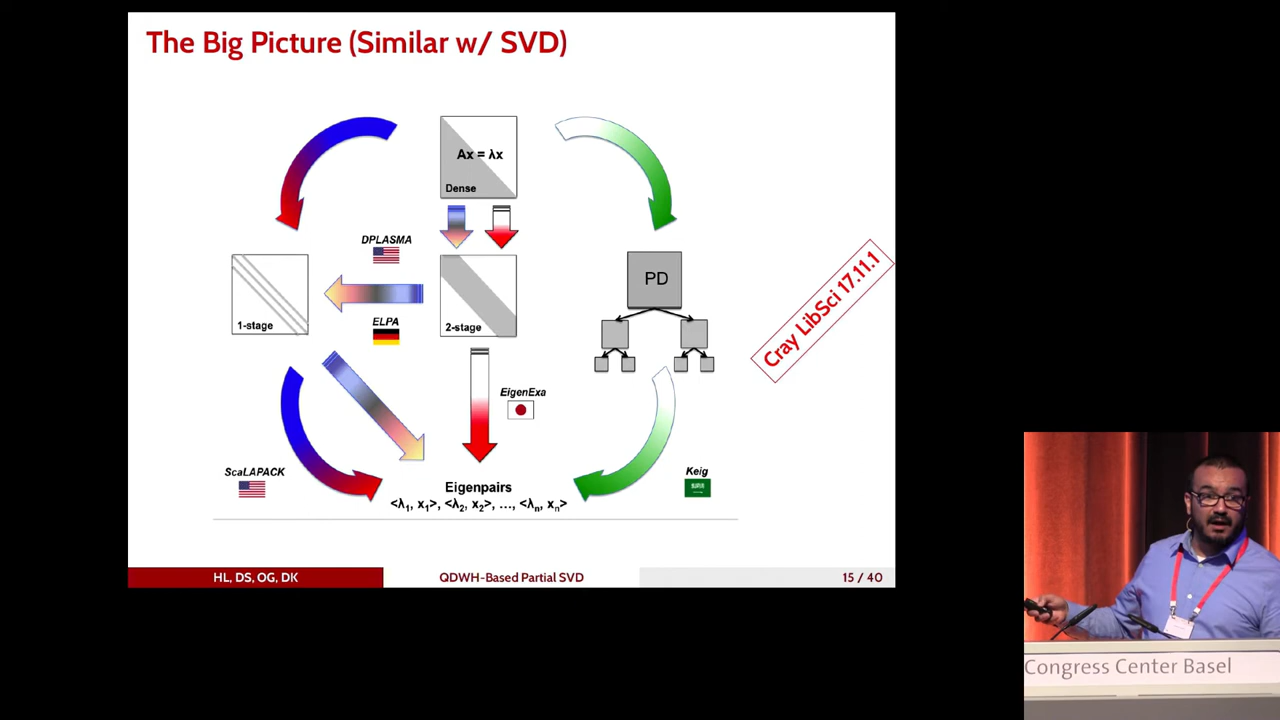 The Big Picture (Similar w/ SVD)
Ax = λx
Dense
DPLASMA
1-stage
ELPA
2-stage
PD
Cray LibSci 17.11.1
EigenExa
ScaLAPACK
Keig
Eigenpairs
<λ1, x1>, <λ2, x2>, ..., <λn, xn>
HL, DS, OG, DK
QDWH-Based Partial SVD
15 / 40
Congress Center Basel